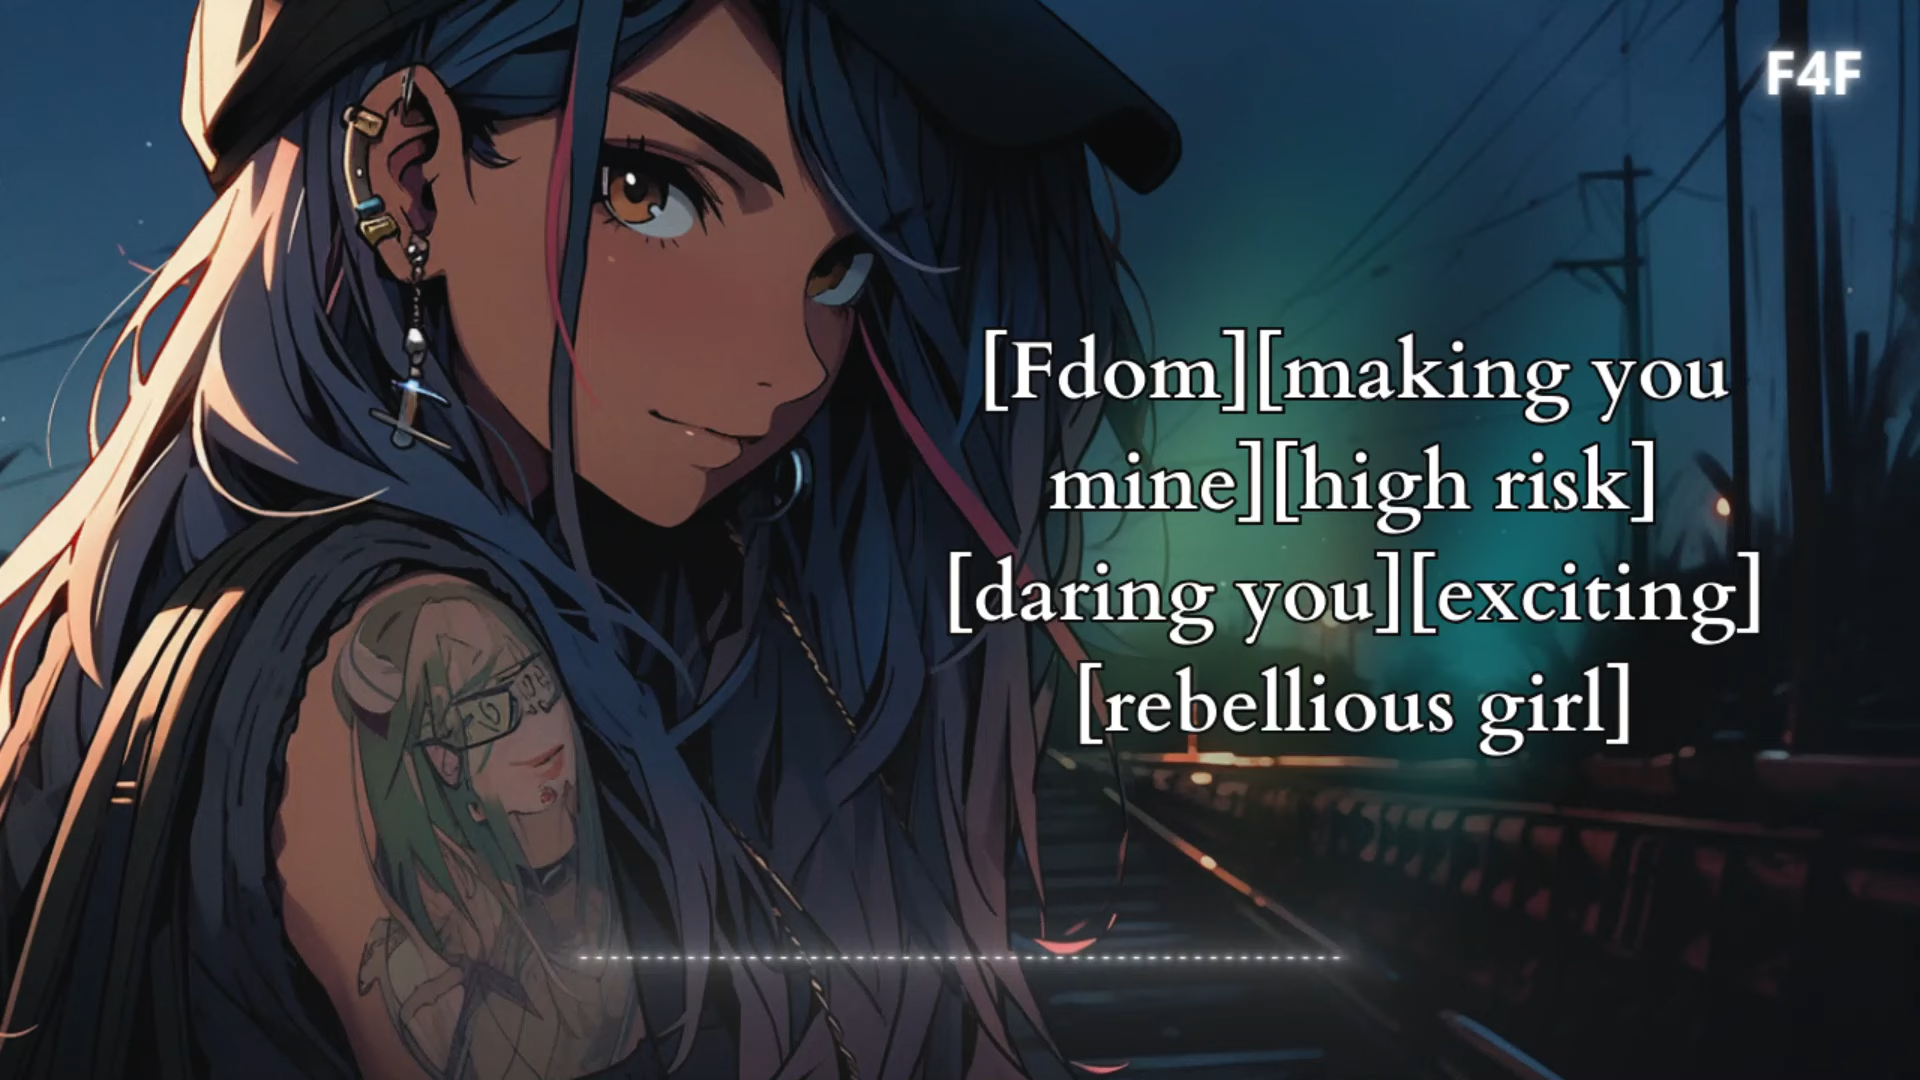 F4F
[Fdom][making you
mine][high risk]
[daring you][exciting]
[rebellious girl]